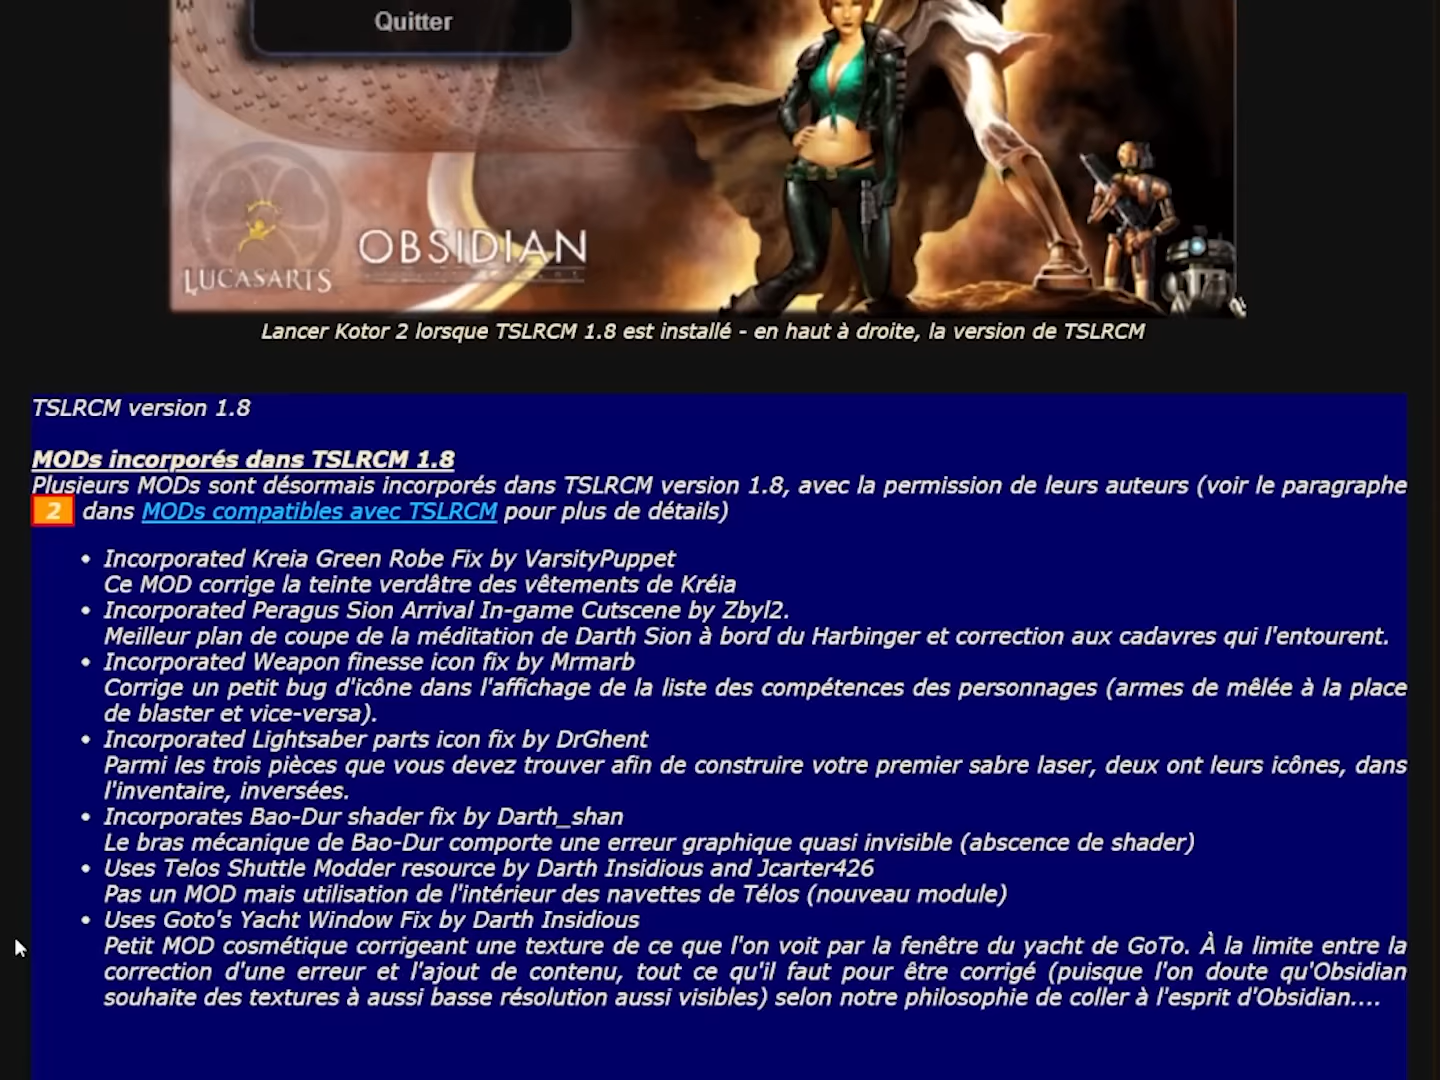 Quitter
LUCASARTS
OBSIDIAN
Lancer Kotor 2 lorsque TSLRCM 1.8 est installé - en haut à droite, la version de TSLRCM
TSLRCM version 1.8
MODs incorporés dans TSLRCM 1.8
Plusieurs MODs sont désormais incorporés dans TSLRCM version 1.8, avec la permission de leurs auteurs (voir le paragraphe
2 dans MODs compatibles avec TSLRCM pour plus de détails)
• Incorporated Kreia Green Robe Fix by VarsityPuppet
Ce MOD corrige la teinte verdâtre des vêtements de Kréia
• Incorporated Peragus Sion Arrival In-game Cutscene by Zbyl2.
Meilleur plan de coupe de la méditation de Darth Sion à bord du Harbinger et correction aux cadavres qui l'entourent.
• Incorporated Weapon finesse icon fix by Mrmarb
Corrige un petit bug d'icône dans l'affichage de la liste des compétences des personnages (armes de mêlée à la place
de blaster et vice-versa).
• Incorporated Lightsaber parts icon fix by DrGhent
Parmi les trois pièces que vous devez trouver afin de construire votre premier sabre laser, deux ont leurs icônes, dans
l'inventaire, inversées.
• Incorporates Bao-Dur shader fix by Darth_shan
Le bras mécanique de Bao-Dur comporte une erreur graphique quasi invisible (abscence de shader)
• Uses Telos Shuttle Modder resource by Darth Insidious and Jcarter426
Pas un MOD mais utilisation de l'intérieur des navettes de Télos (nouveau module)
• Uses Goto's Yacht Window Fix by Darth Insidious
Petit MOD cosmétique corrigeant une texture de ce que l'on voit par la fenêtre du yacht de GoTo. À la limite entre la
correction d'une erreur et l'ajout de contenu, tout ce qu'il faut pour être corrigé (puisque l'on doute qu'Obsidian
souhaite des textures à aussi basse résolution aussi visibles) selon notre philosophie de coller à l'esprit d'Obsidian....